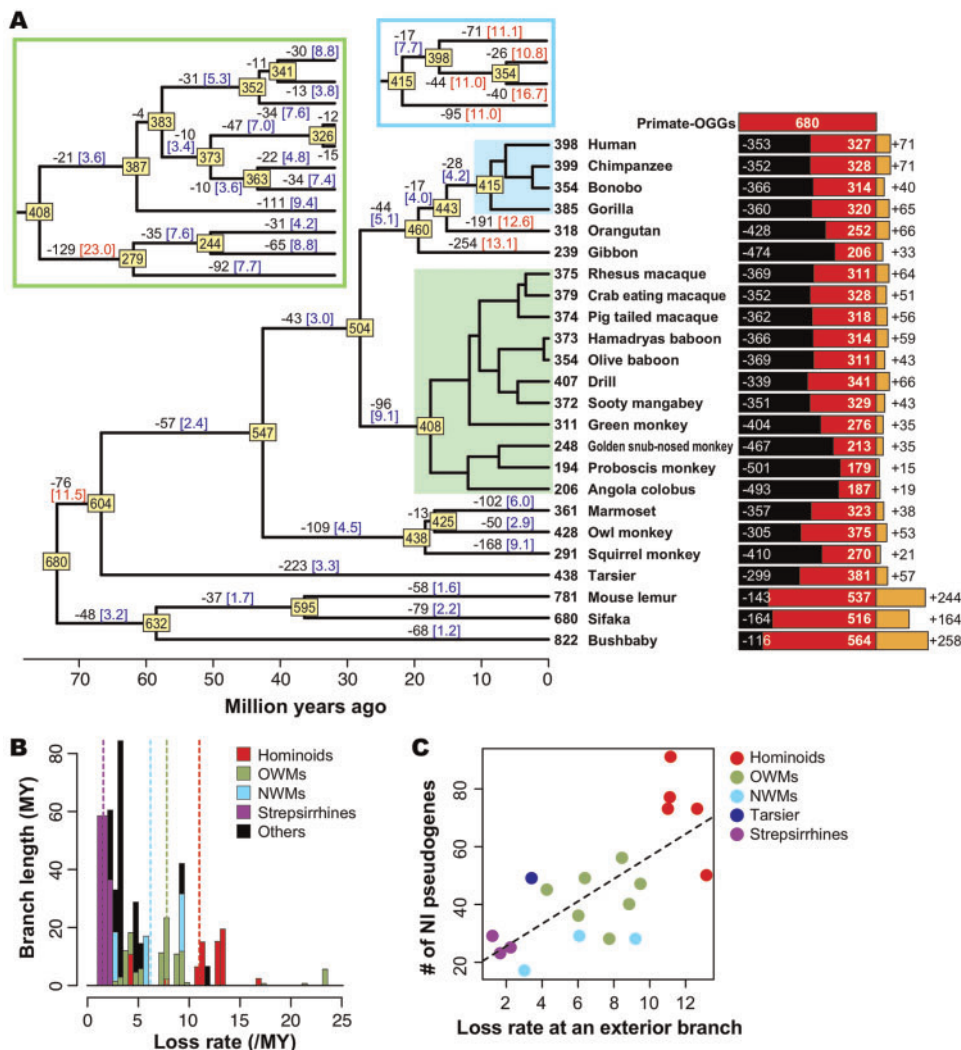 A
-30 [8.8]
-11
341
-31 [5.3]
352
-13 [3.8]
-4
383
-34 [7.6]
-47 [7.0]
-12
326
-10
[3.4]
373
-15
-21 [3.6]
387
-22 [4.8]
363
-10 [3.6]
-34 [7.4]
408
-111 [9.4]
-31 [4.2]
-35 [7.6]
244
-129 [23.0]
-65 [8.8]
279
-92 [7.7]
-17
[7.7]
-71 [11.1]
398
-26 [10.8]
415
354
-44 [11.0]
-40 [16.7]
-95 [11.0]
Primate-OGGs 680
398 Human -353 327 +71
399 Chimpanzee -352 328 +71
354 Bonobo -366 314 +40
385 Gorilla -360 320 +65
318 Orangutan -428 252 +66
239 Gibbon -474 206 +33
375 Rhesus macaque -369 311 +64
379 Crab eating macaque -352 328 +51
374 Pig tailed macaque -362 318 +56
373 Hamadryas baboon -366 314 +59
354 Olive baboon -369 311 +43
407 Drill -339 341 +66
372 Sooty mangabey -351 329 +43
311 Green monkey -404 276 +35
248 Golden snub-nosed monkey -467 213 +35
194 Proboscis monkey -501 179 +15
206 Angola colobus -493 187 +19
361 Marmoset -357 323 +38
428 Owl monkey -305 375 +53
291 Squirrel monkey -410 270 +21
438 Tarsier -299 381 +57
781 Mouse lemur -143 537 +244
680 Sifaka -164 516 +164
822 Bushbaby -116 564 +258
-28
[4.2]
415
-17
[4.0]
443
-44
[5.1]
460
-191 [12.6]
-254 [13.1]
-43 [3.0]
504
-96
[9.1]
408
-57 [2.4]
547
-76
[11.5]
604
-102 [6.0]
-13
425
-50 [2.9]
-109 [4.5]
438
-168 [9.1]
680
-223 [3.3]
-58 [1.6]
-37 [1.7]
595
-48 [3.2]
-79 [2.2]
632
-68 [1.2]
70 60 50 40 30 20 10 0
Million years ago
B
Branch length (MY)
80
60
40
20
0
0 5 10 15 20 25
Loss rate (/MY)
Hominoids
OWMs
NWMs
Strepsirrhines
Others
C
# of NI pseudogenes
80
60
40
20
2 4 6 8 10 12
Loss rate at an exterior branch
Hominoids
OWMs
NWMs
Tarsier
Strepsirrhines